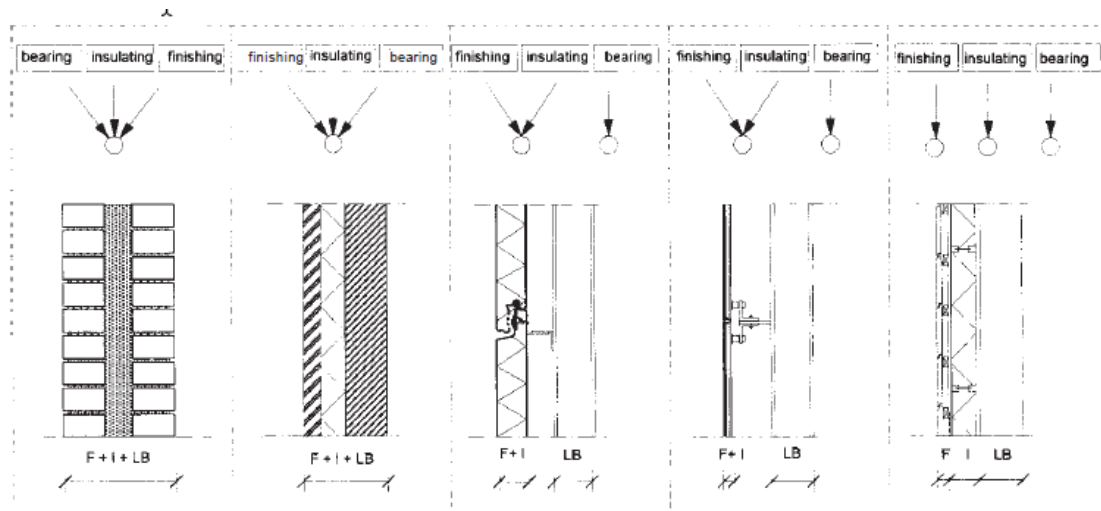 bearing insulating finishing
finishing insulating bearing
finishing insulating bearing
finishing insulating bearing
finishing insulating bearing
F + I + LB
F + I + LB
F + I LB
F + I LB
F I LB